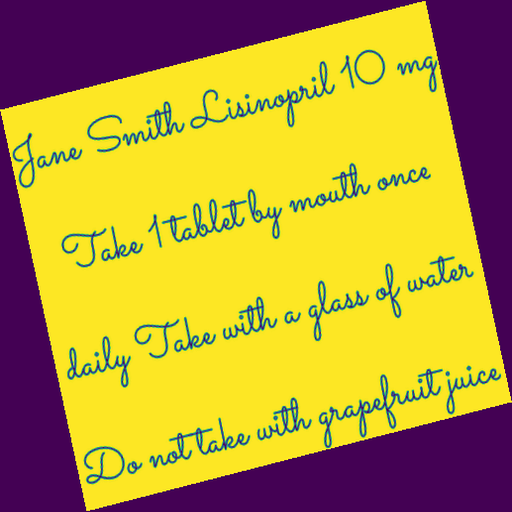 Jane Smith Lisinopril 10 mg
Take 1 tablet by mouth once
daily Take with a glass of water
Do not take with grapefruit juice